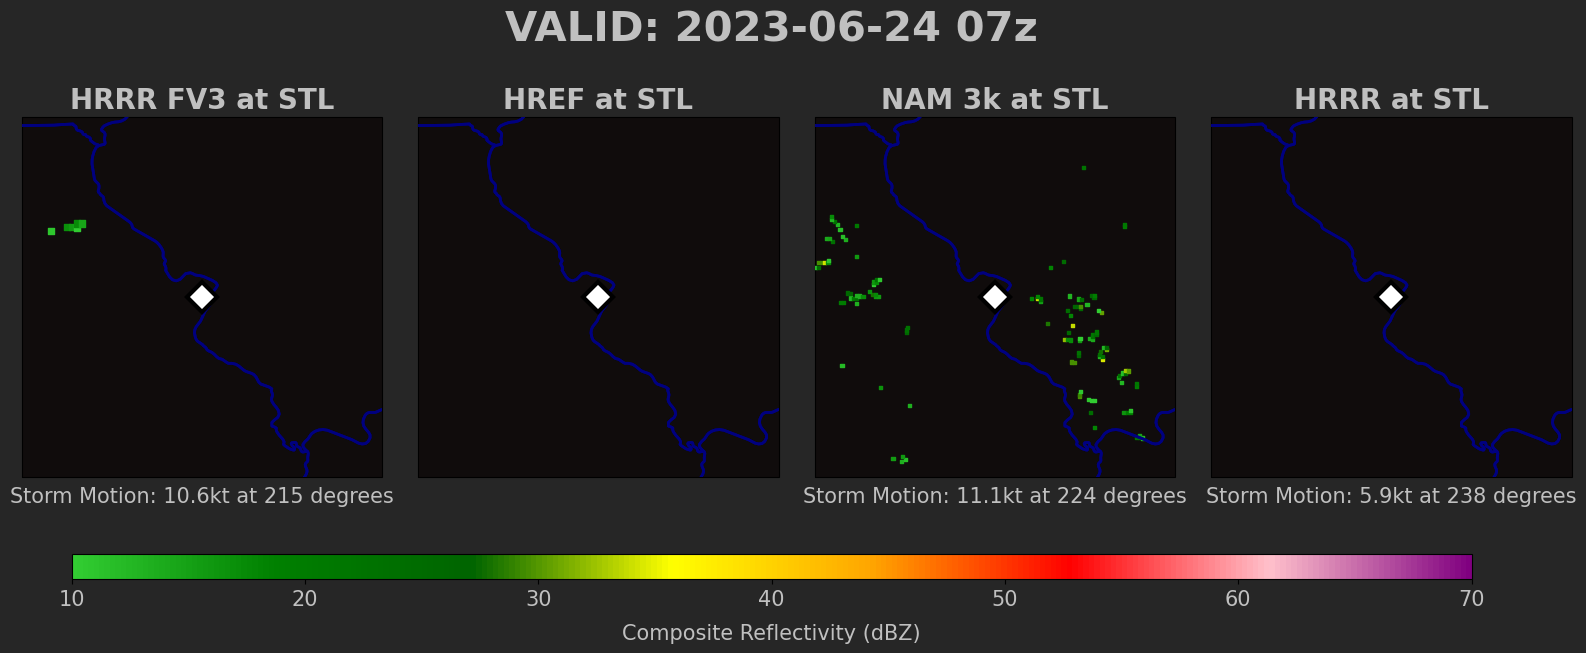 VALID: 2023-06-24 07z
HRRR FV3 at STL
HREF at STL
NAM 3k at STL
HRRR at STL
Storm Motion: 10.6kt at 215 degrees
Storm Motion: 11.1kt at 224 degrees
Storm Motion: 5.9kt at 238 degrees
10 20 30 40 50 60 70
Composite Reflectivity (dBZ)